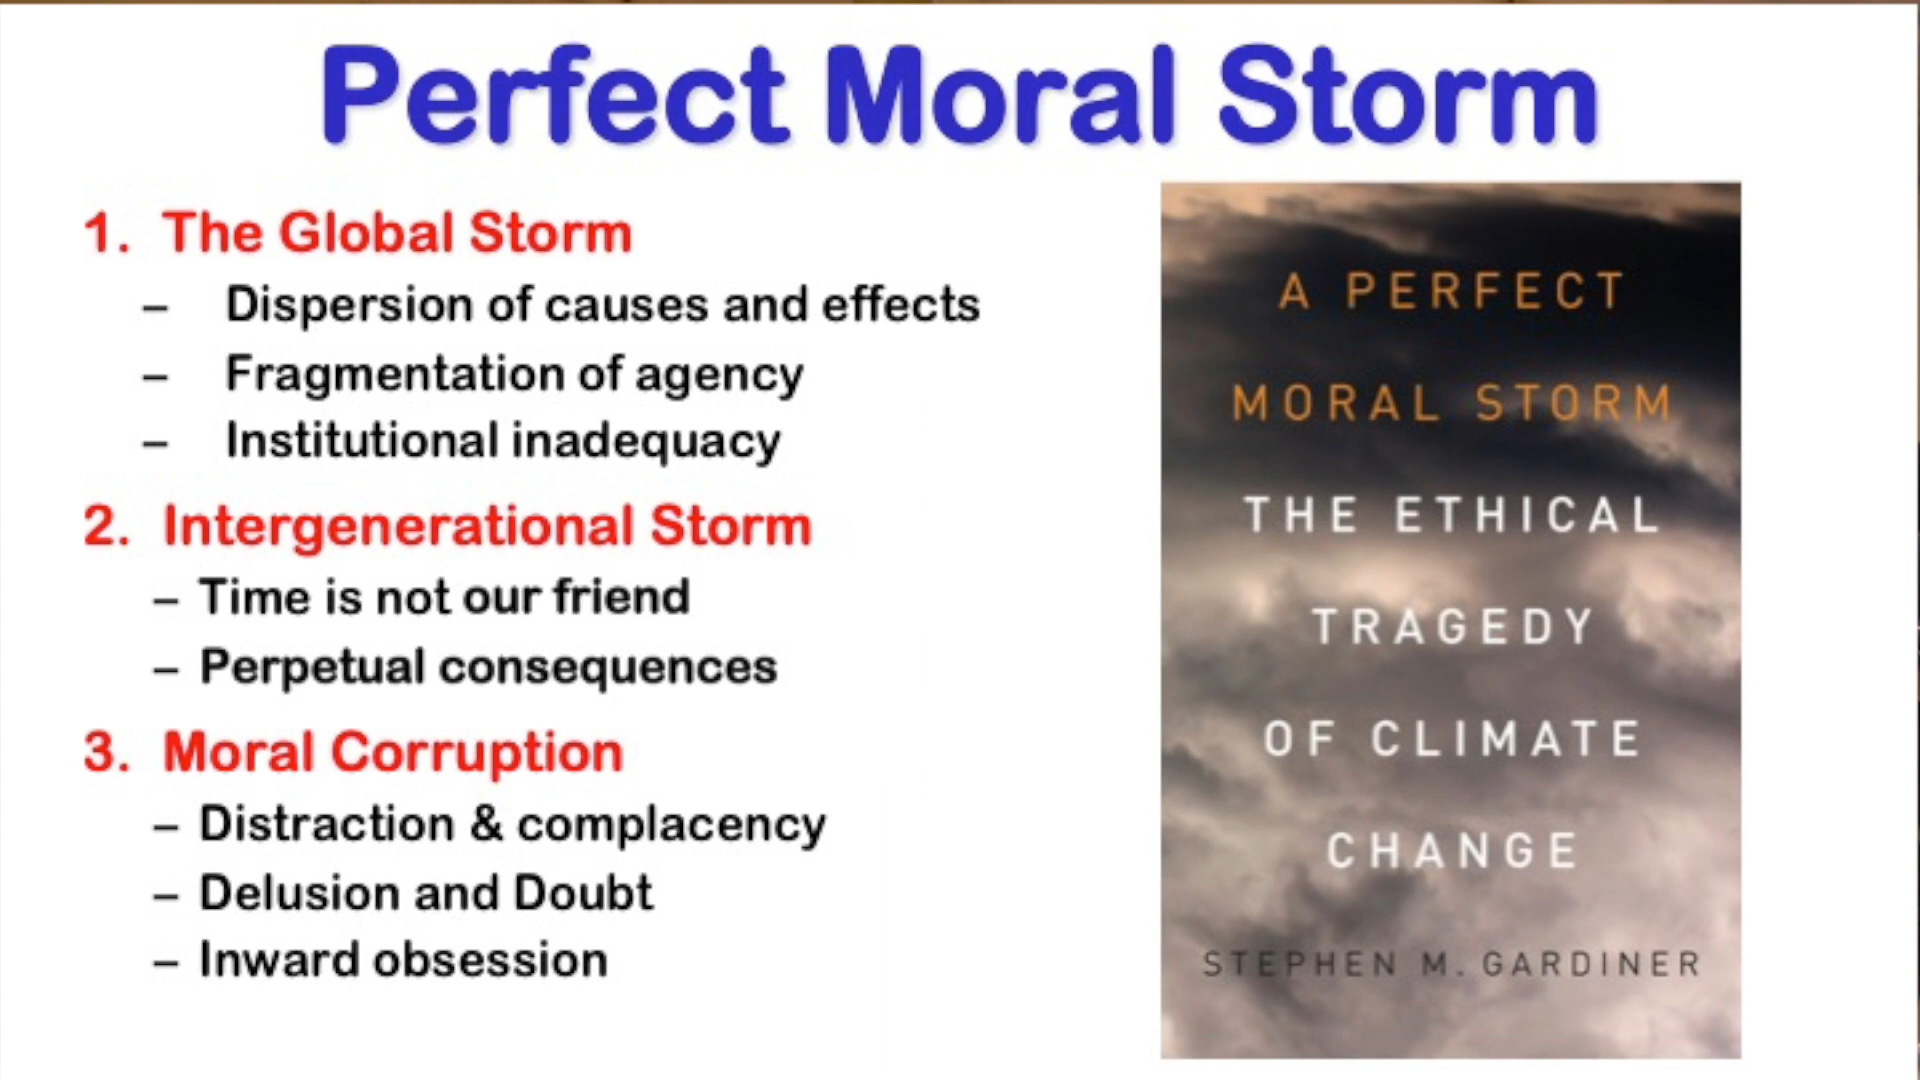 Perfect Moral Storm
1. The Global Storm
– Dispersion of causes and effects
– Fragmentation of agency
– Institutional inadequacy
2. Intergenerational Storm
– Time is not our friend
– Perpetual consequences
3. Moral Corruption
– Distraction & complacency
– Delusion and Doubt
– Inward obsession
A PERFECT
MORAL STORM
THE ETHICAL
TRAGEDY
OF CLIMATE
CHANGE
STEPHEN M. GARDINER